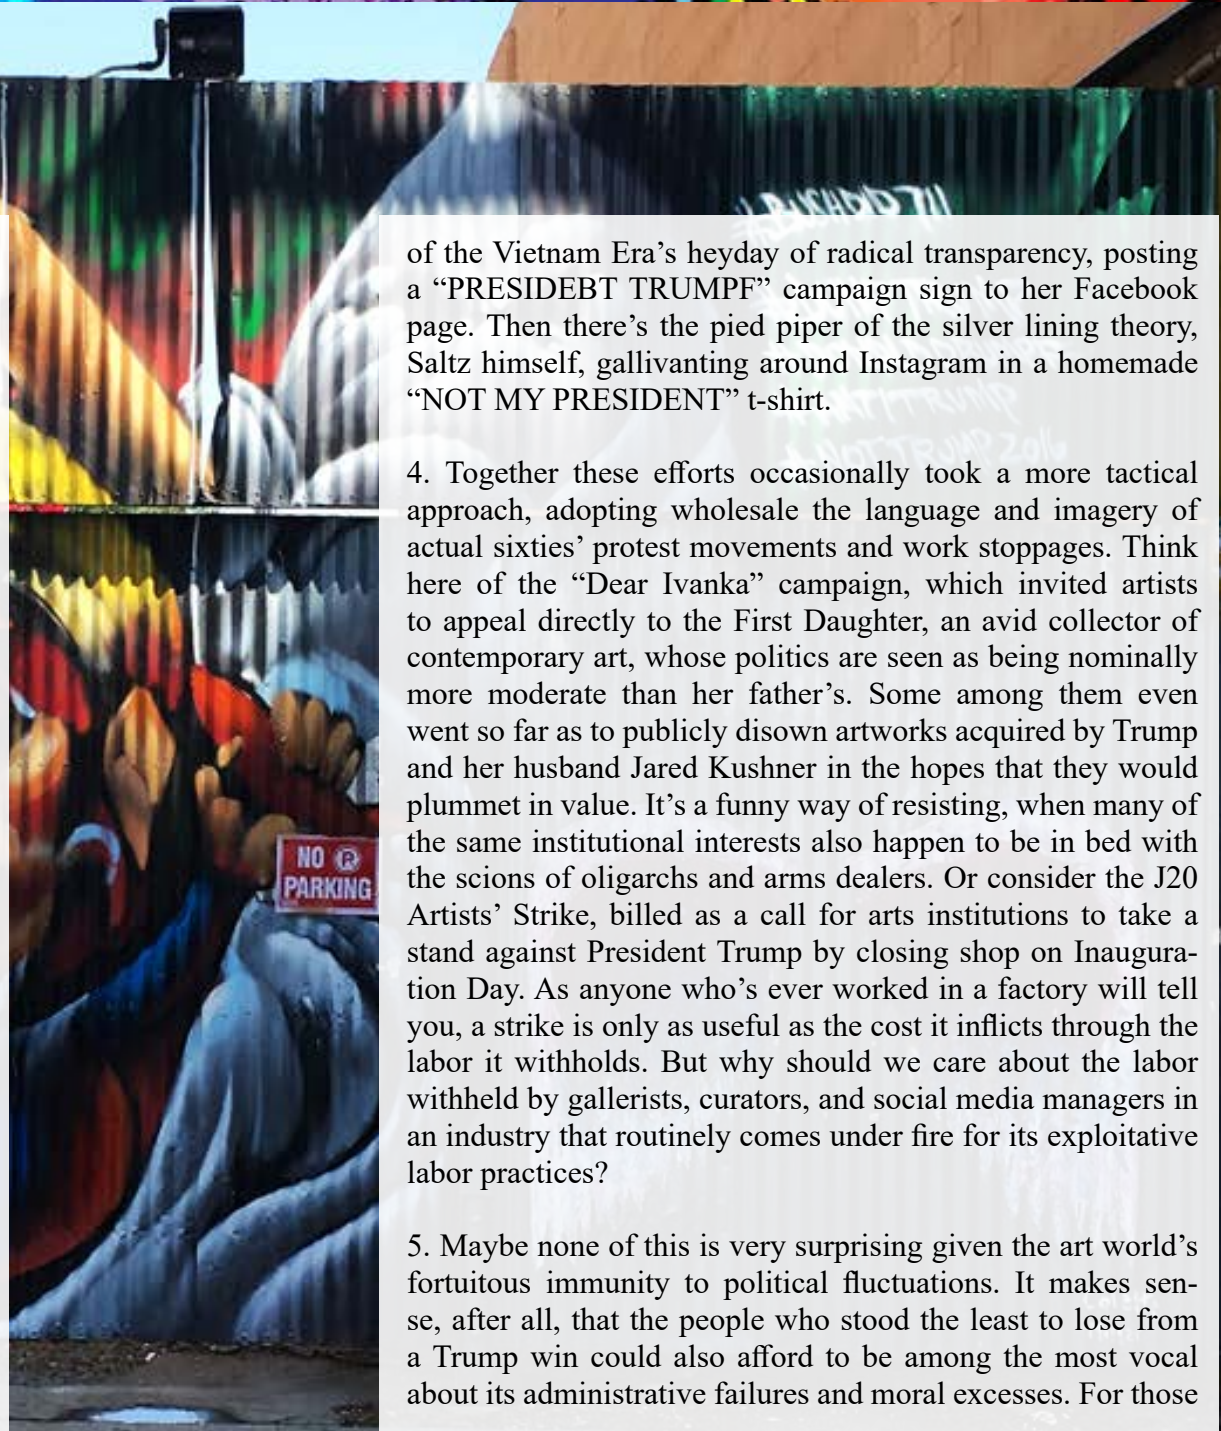 of the Vietnam Era’s heyday of radical transparency, posting
a “PRESIDEBT TRUMPF” campaign sign to her Facebook
page. Then there’s the pied piper of the silver lining theory,
Saltz himself, gallivanting around Instagram in a homemade
“NOT MY PRESIDENT” t-shirt.
4. Together these efforts occasionally took a more tactical
approach, adopting wholesale the language and imagery of
actual sixties’ protest movements and work stoppages. Think
here of the “Dear Ivanka” campaign, which invited artists
to appeal directly to the First Daughter, an avid collector of
contemporary art, whose politics are seen as being nominally
more moderate than her father’s. Some among them even
went so far as to publicly disown artworks acquired by Trump
and her husband Jared Kushner in the hopes that they would
plummet in value. It’s a funny way of resisting, when many of
the same institutional interests also happen to be in bed with
the scions of oligarchs and arms dealers. Or consider the J20
Artists’ Strike, billed as a call for arts institutions to take a
stand against President Trump by closing shop on Inaugura-
tion Day. As anyone who’s ever worked in a factory will tell
you, a strike is only as useful as the cost it inflicts through the
labor it withholds. But why should we care about the labor
withheld by gallerists, curators, and social media managers in
an industry that routinely comes under fire for its exploitative
labor practices?
5. Maybe none of this is very surprising given the art world’s
fortuitous immunity to political fluctuations. It makes sen-
se, after all, that the people who stood the least to lose from
a Trump win could also afford to be among the most vocal
about its administrative failures and moral excesses. For those
NO P
PARKING